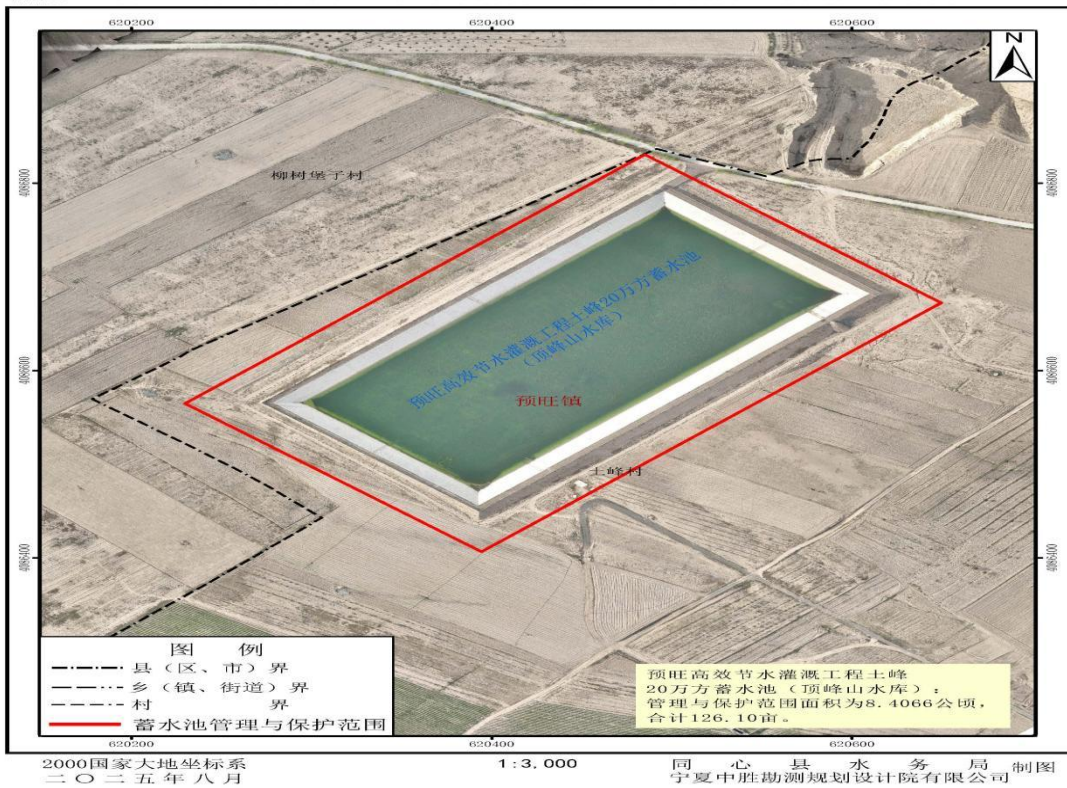 620200
620400
620600
N
4086800
柳树堡子村
4086800
预旺高效节水灌溉工程土峰20万方蓄水池
（顶峰山水库）
4086600
预旺镇
4086600
土峰村
4086400
4086400
图 例
县（区、市）界
乡（镇、街道）界
村 界
蓄水池管理与保护范围
预旺高效节水灌溉工程土峰
20万方蓄水池（顶峰山水库）：
管理与保护范围面积为8.4066公顷，
合计126.10亩。
620200
620400
620600
2000国家大地坐标系
二〇二五年八月
1:3,000
同心县水务局
宁夏中胜勘测规划设计院有限公司
制图